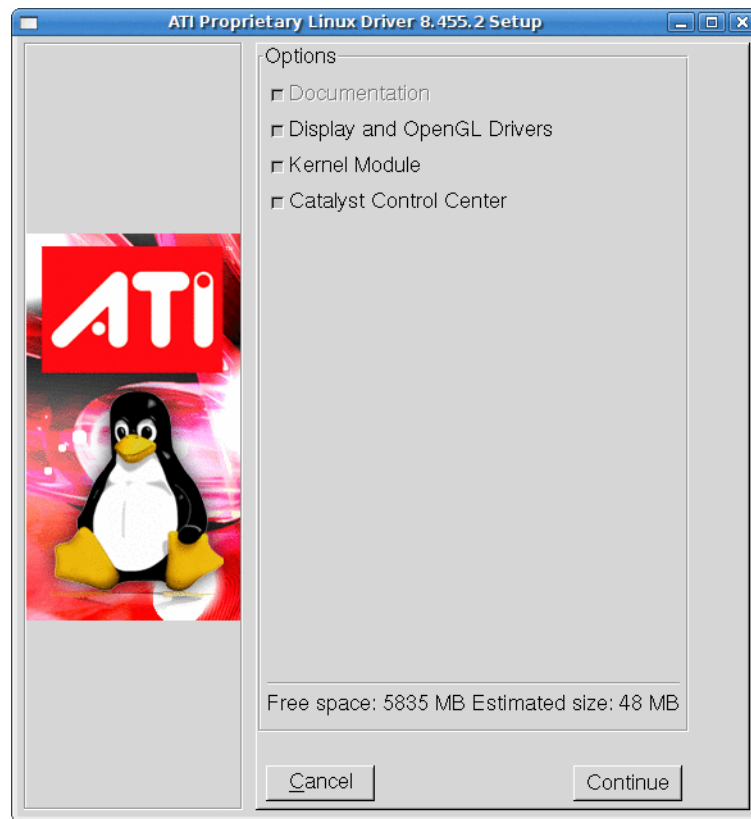 ATI Proprietary Linux Driver 8.455.2 Setup
Options
Documentation
Display and OpenGL Drivers
Kernel Module
Catalyst Control Center
ATI
Free space: 5835 MB Estimated size: 48 MB
Cancel
Continue